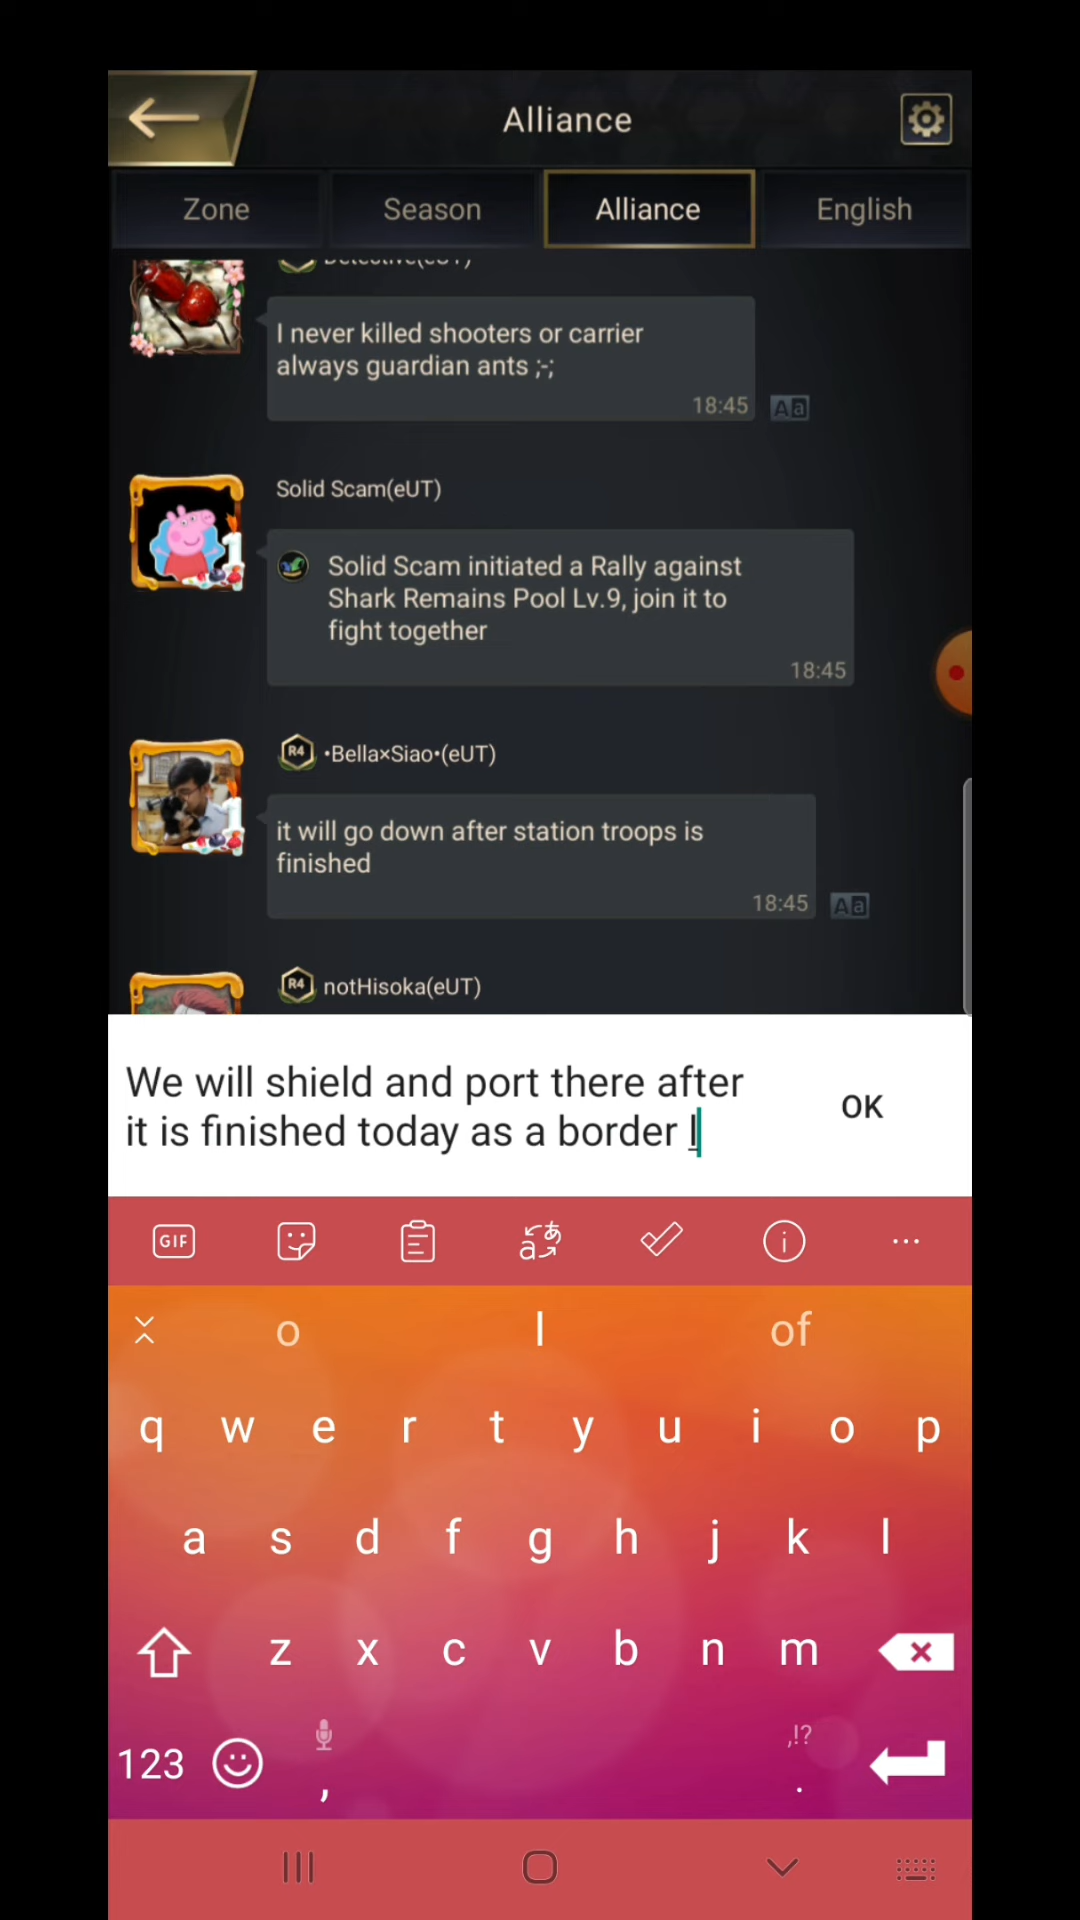 Alliance
Zone
Season
Alliance
English
I never killed shooters or carrier
always guardian ants ;-;
18:45
Aa
Solid Scam(eUT)
Solid Scam initiated a Rally against
Shark Remains Pool Lv.9, join it to
fight together
18:45
R4 •Bella×Siao•(eUT)
it will go down after station troops is
finished
18:45
Aa
R4 notHisoka(eUT)
We will shield and port there after
it is finished today as a border l
OK
GIF
o l of
q w e r t y u i o p
a s d f g h j k l
z x c v b n m
,!?
123 , .